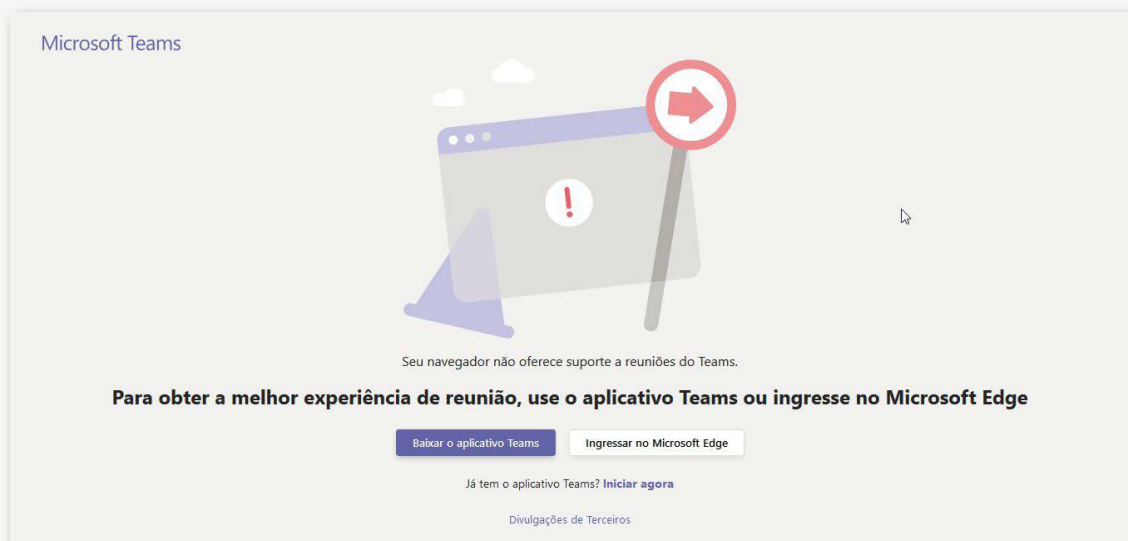 Microsoft Teams
Seu navegador não oferece suporte a reuniões do Teams.
Para obter a melhor experiência de reunião, use o aplicativo Teams ou ingresse no Microsoft Edge
Baixar o aplicativo Teams
Ingressar no Microsoft Edge
Já tem o aplicativo Teams? Iniciar agora
Divulgações de Terceiros